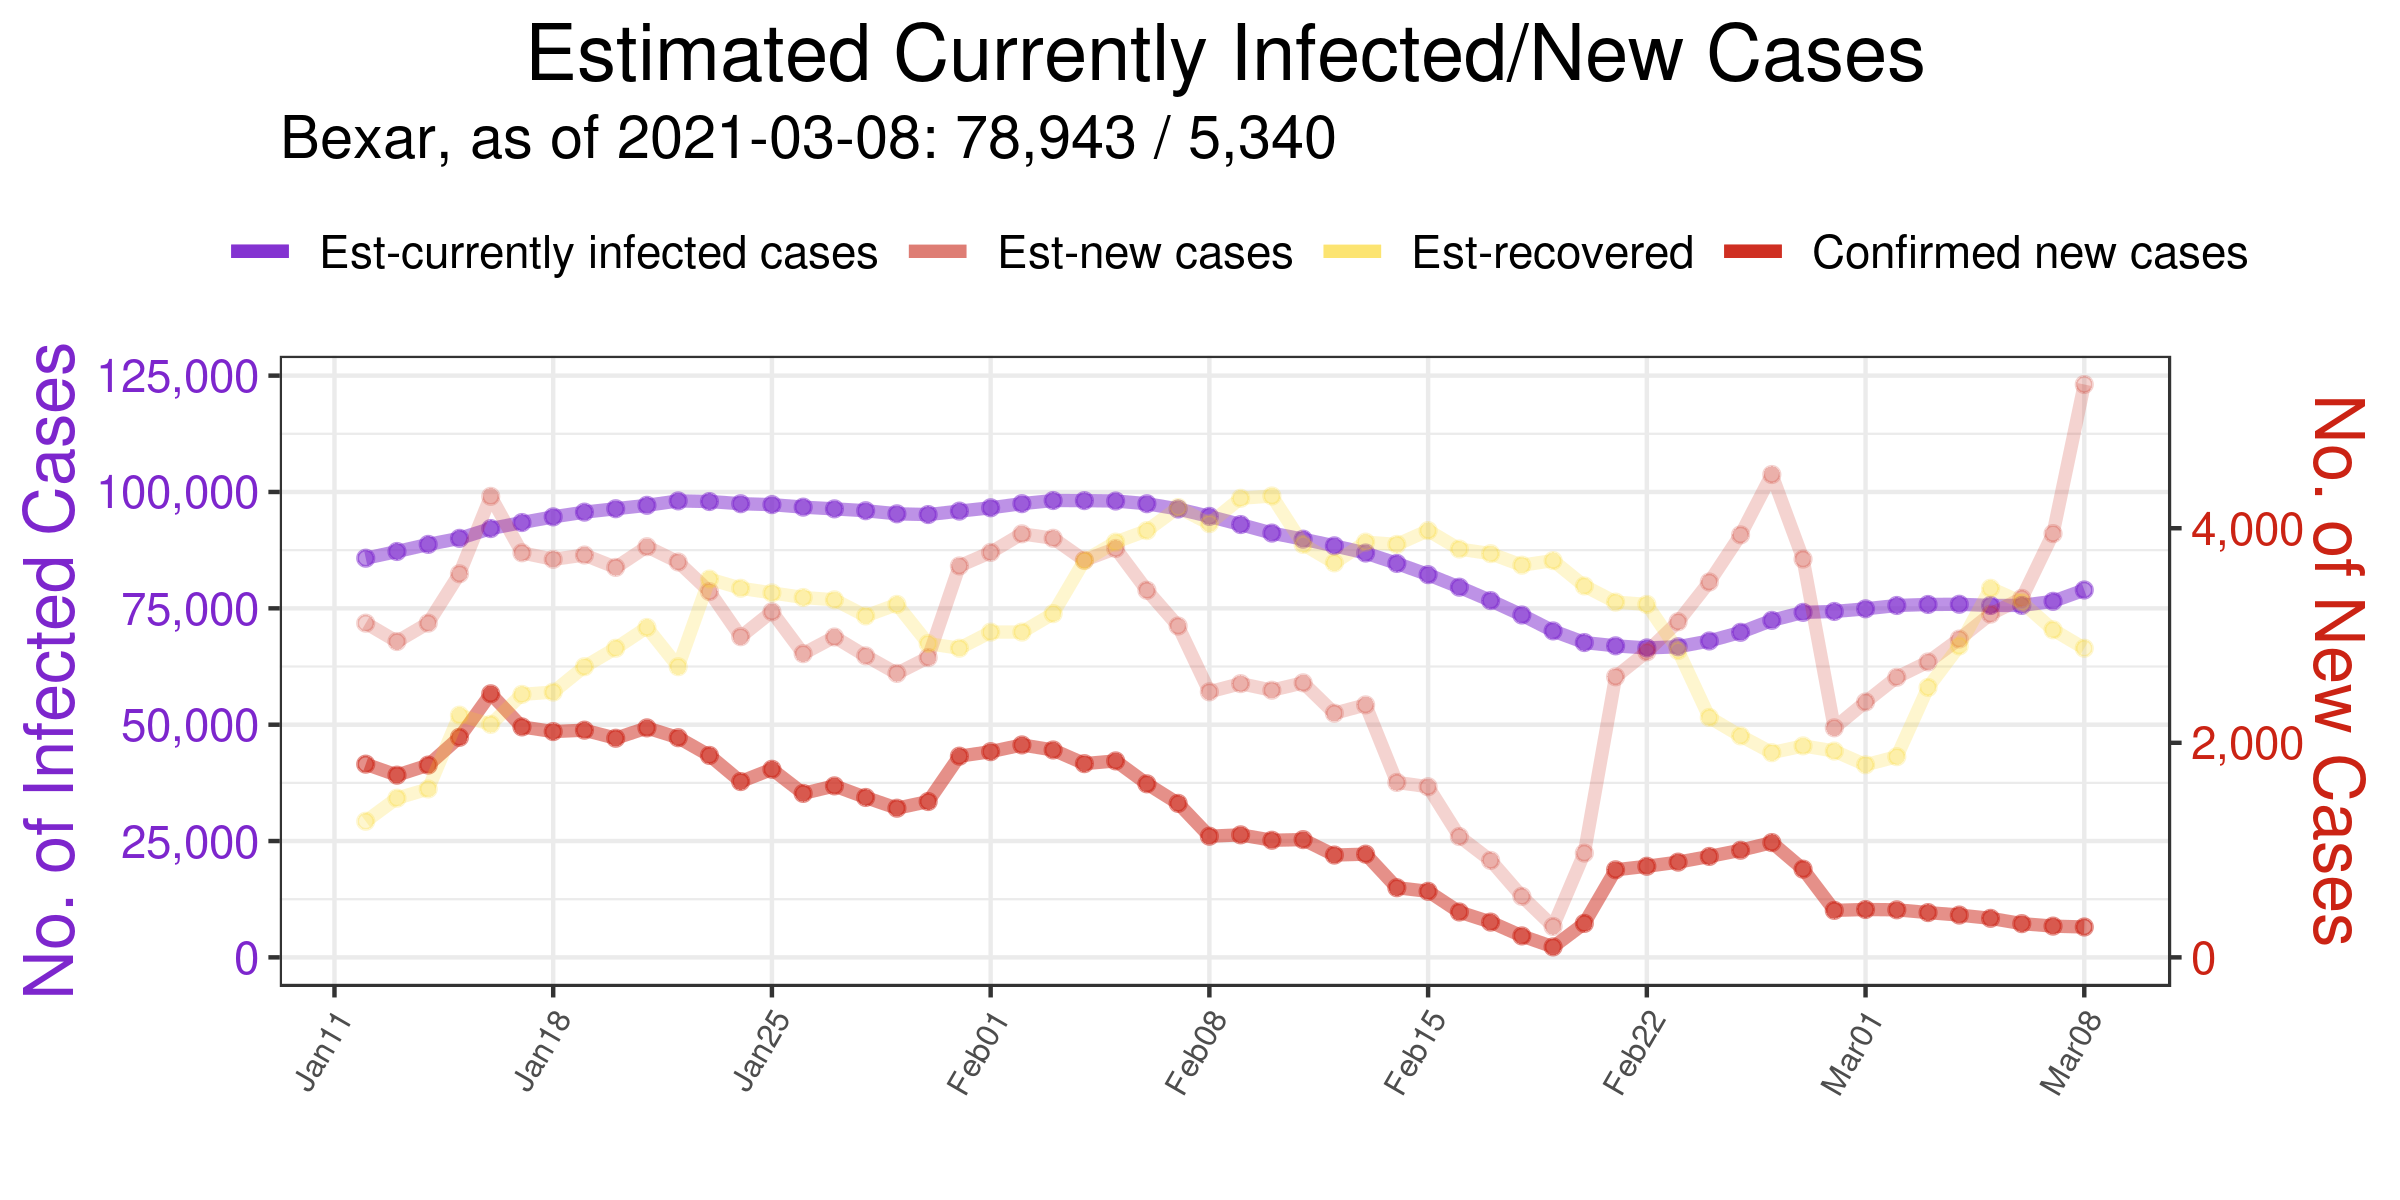 Estimated Currently Infected/New Cases
Bexar, as of 2021-03-08: 78,943 / 5,340
Est-currently infected cases Est-new cases Est-recovered Confirmed new cases
No. of Infected Cases
125,000
100,000
75,000
50,000
25,000
0
4,000
2,000
0
No. of New Cases
Jan11 Jan18 Jan25 Feb01 Feb08 Feb15 Feb22 Mar01 Mar08